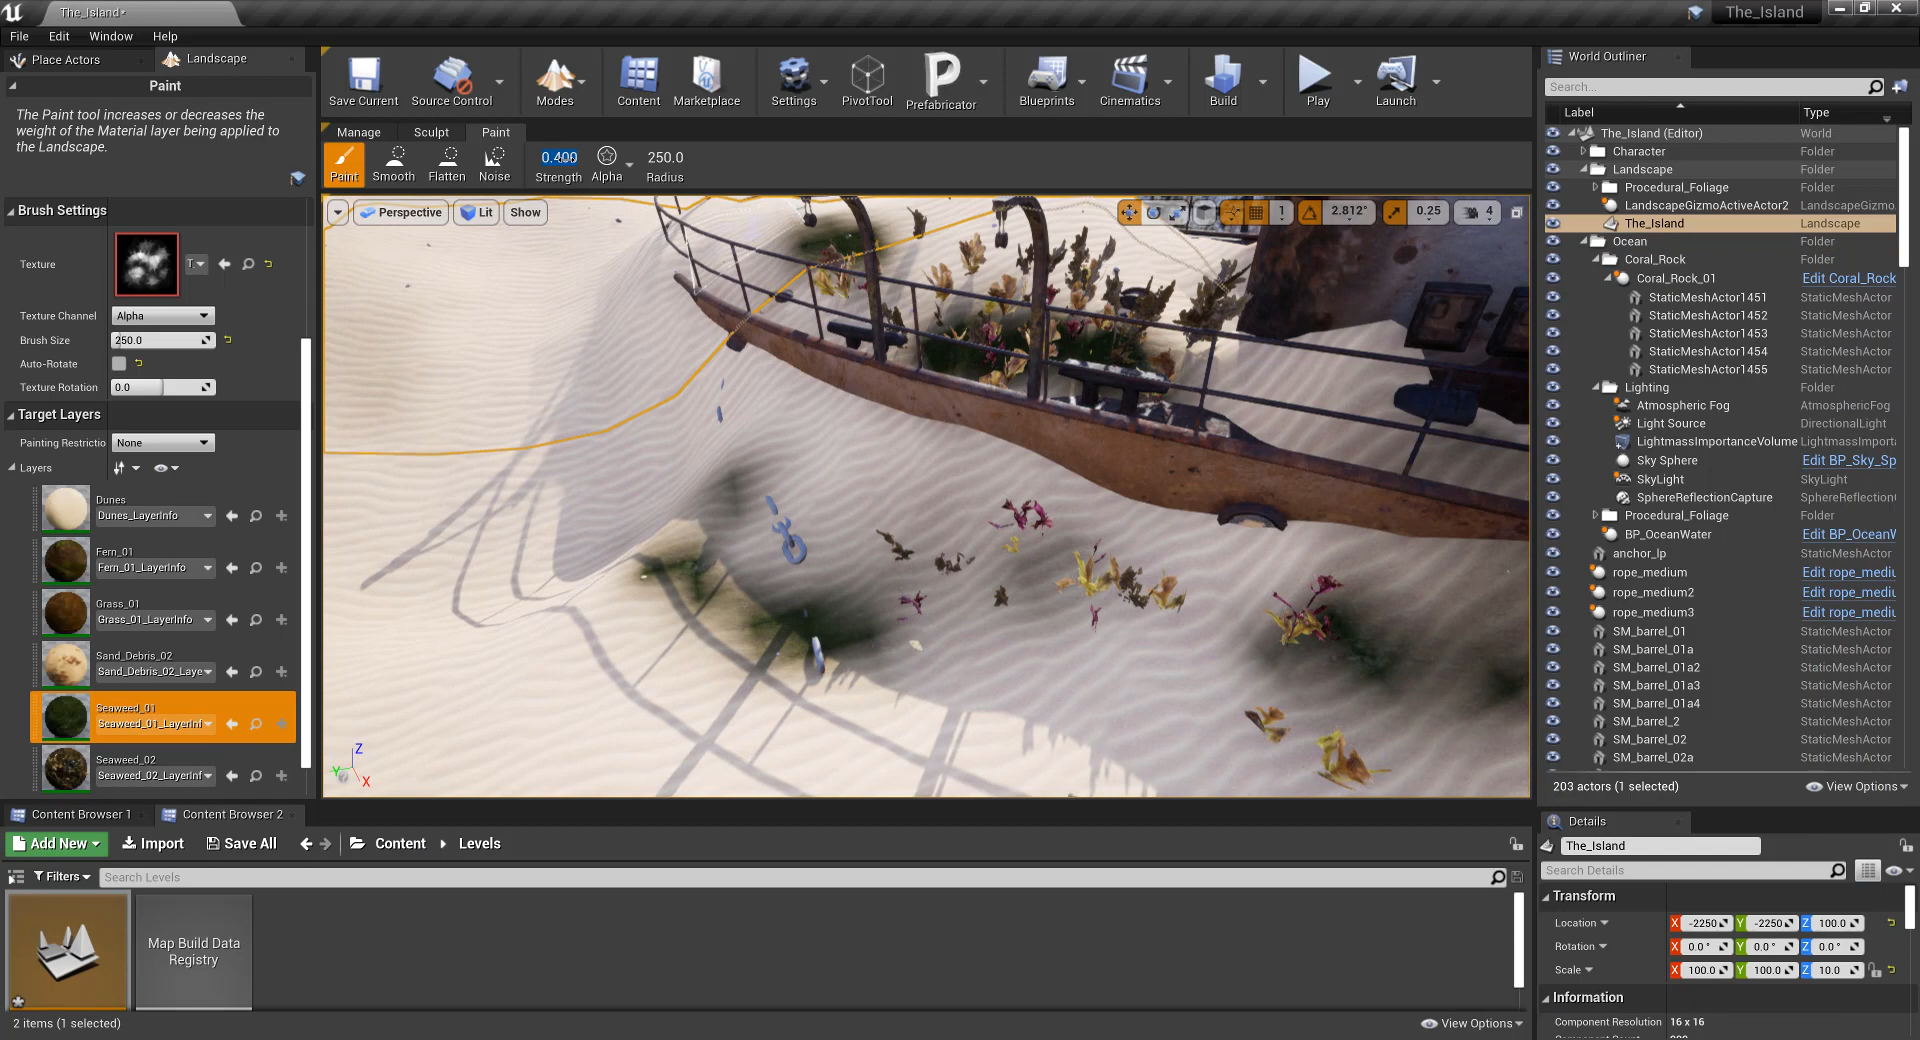 The_Island*
The_Island
File Edit Window Help
Place Actors
Landscape
Paint
The Paint tool increases or decreases the
weight of the Material layer being applied to
the Landscape.
Brush Settings
Texture
T
Texture Channel
Alpha
Brush Size
250.0
Auto-Rotate
Texture Rotation
0.0
Target Layers
Painting Restrictio
None
Layers
Dunes
Dunes_LayerInfo
Fern_01
Fern_01_LayerInfo
Grass_01
Grass_01_LayerInfo
Sand_Debris_02
Sand_Debris_02_Laye
Seaweed_01
Seaweed_01_LayerInf
Seaweed_02
Seaweed_02_LayerInf
Save Current
Source Control
Modes
Content
Marketplace
Settings
PivotTool
Prefabricator
Blueprints
Cinematics
Build
Play
Launch
Manage Sculpt Paint
Paint
Smooth
Flatten
Noise
0.400
Strength
Alpha
250.0
Radius
Perspective
Lit
Show
1
2.812°
0.25
4
Z
Y
X
World Outliner
Search...
Label Type
The_Island (Editor) World
Character Folder
Landscape Folder
Procedural_Foliage Folder
LandscapeGizmoActiveActor2 LandscapeGizmo
The_Island Landscape
Ocean Folder
Coral_Rock Folder
Coral_Rock_01 Edit Coral_Rock
StaticMeshActor1451 StaticMeshActor
StaticMeshActor1452 StaticMeshActor
StaticMeshActor1453 StaticMeshActor
StaticMeshActor1454 StaticMeshActor
StaticMeshActor1455 StaticMeshActor
Lighting Folder
Atmospheric Fog AtmosphericFog
Light Source DirectionalLight
LightmassImportanceVolume LightmassImporta
Sky Sphere Edit BP_Sky_Sp
SkyLight SkyLight
SphereReflectionCapture SphereReflection
Procedural_Foliage Folder
BP_OceanWater Edit BP_OceanW
anchor_lp StaticMeshActor
rope_medium Edit rope_mediu
rope_medium2 Edit rope_mediu
rope_medium3 Edit rope_mediu
SM_barrel_01 StaticMeshActor
SM_barrel_01a StaticMeshActor
SM_barrel_01a2 StaticMeshActor
SM_barrel_01a3 StaticMeshActor
SM_barrel_01a4 StaticMeshActor
SM_barrel_2 StaticMeshActor
SM_barrel_02 StaticMeshActor
SM_barrel_02a StaticMeshActor
203 actors (1 selected) View Options
Content Browser 1
Content Browser 2
Add New Import Save All Content Levels
Filters Search Levels
Map Build Data
Registry
2 items (1 selected)
View Options
Details
The_Island
Search Details
Transform
Location X -2250 Y -2250 Z 100.0
Rotation X 0.0° Y 0.0° Z 0.0°
Scale X 100.0 Y 100.0 Z 10.0
Information
Component Resolution 16 x 16